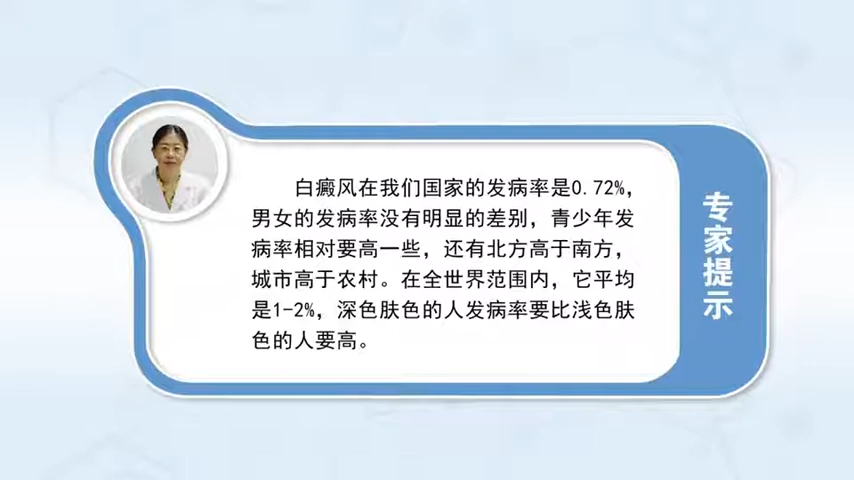 白癜风在我们国家的发病率是0.72%，
男女的发病率没有明显的差别，青少年发
病率相对要高一些，还有北方高于南方，
城市高于农村。在全世界范围内，它平均
是1-2%，深色肤色的人发病率要比浅色肤
色的人要高。
专家提示